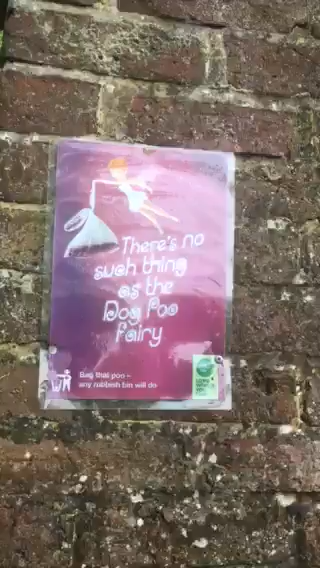 There's no
such thing
as the
Dog Poo
fairy
Bag that poo –
any rubbish bin will do